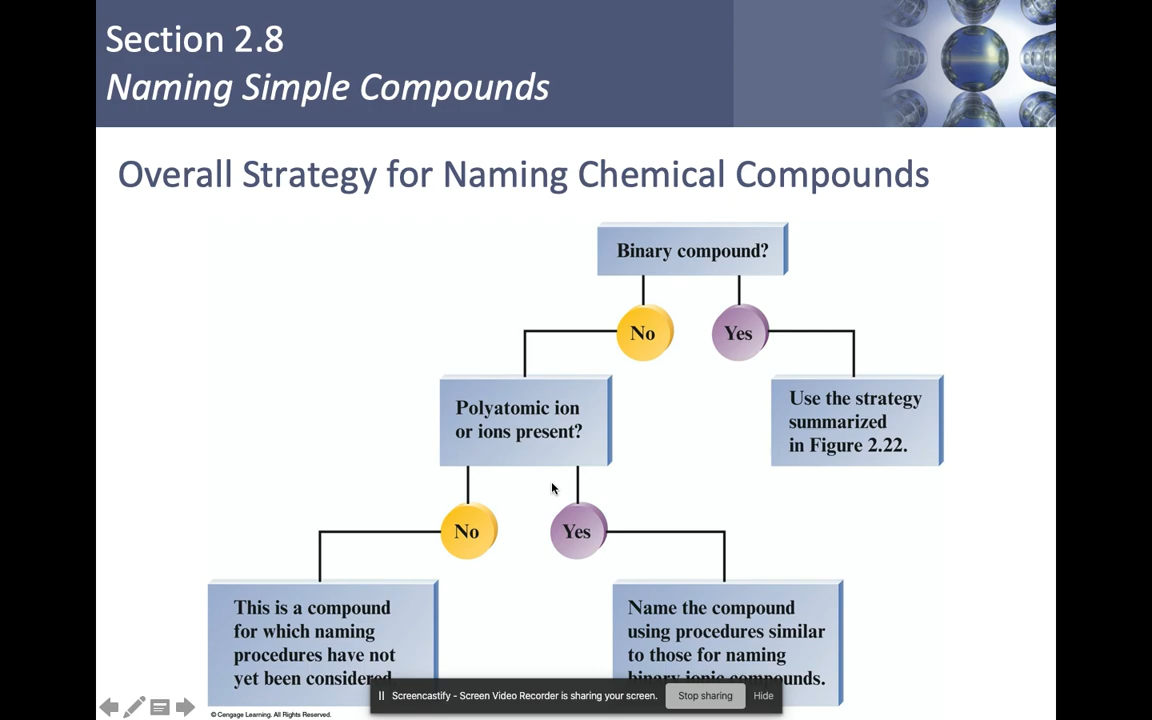 Section 2.8
Naming Simple Compounds
Overall Strategy for Naming Chemical Compounds
Binary compound?
No
Yes
Polyatomic ion
or ions present?
Use the strategy
summarized
in Figure 2.22.
No
Yes
This is a compound
for which naming
procedures have not
yet been considered
Name the compound
using procedures similar
to those for naming
binary ionic compounds.
Screencastify - Screen Video Recorder is sharing your screen.
Stop sharing
Hide
© Cengage Learning. All Rights Reserved.